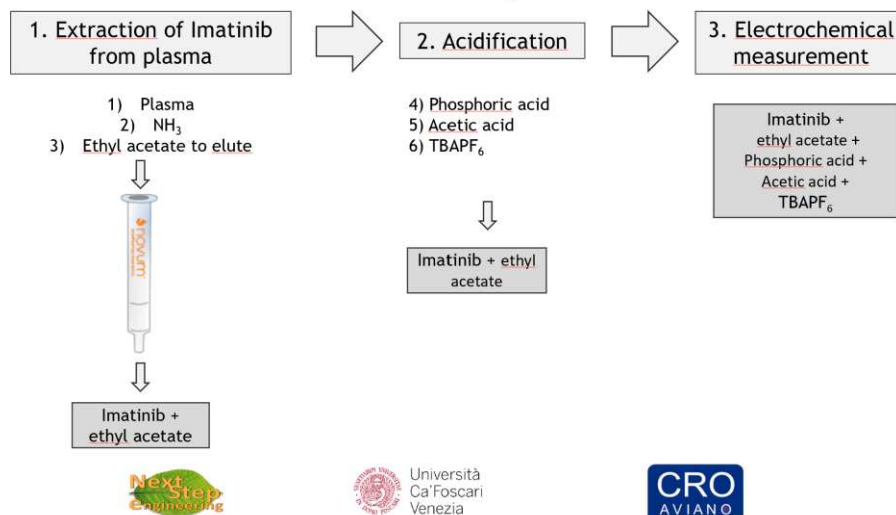 1. Extraction of Imatinib
from plasma
2. Acidification
3. Electrochemical
measurement
1) Plasma
2) NH₃
3) Ethyl acetate to elute
4) Phosphoric acid
5) Acetic acid
6) TBAPF₆
Imatinib +
ethyl acetate +
Phosphoric acid +
Acetic acid +
TBAPF₆
novum
Imatinib + ethyl
acetate
Imatinib +
ethyl acetate
Next
Step
engineering
Università
Ca'Foscari
Venezia
CRO
AVIANO